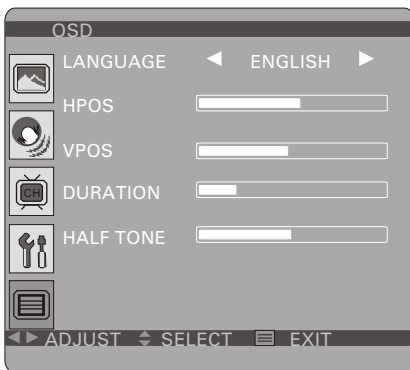 OSD
LANGUAGE ENGLISH
HPOS
VPOS
DURATION
CH
HALF TONE
ADJUST SELECT EXIT